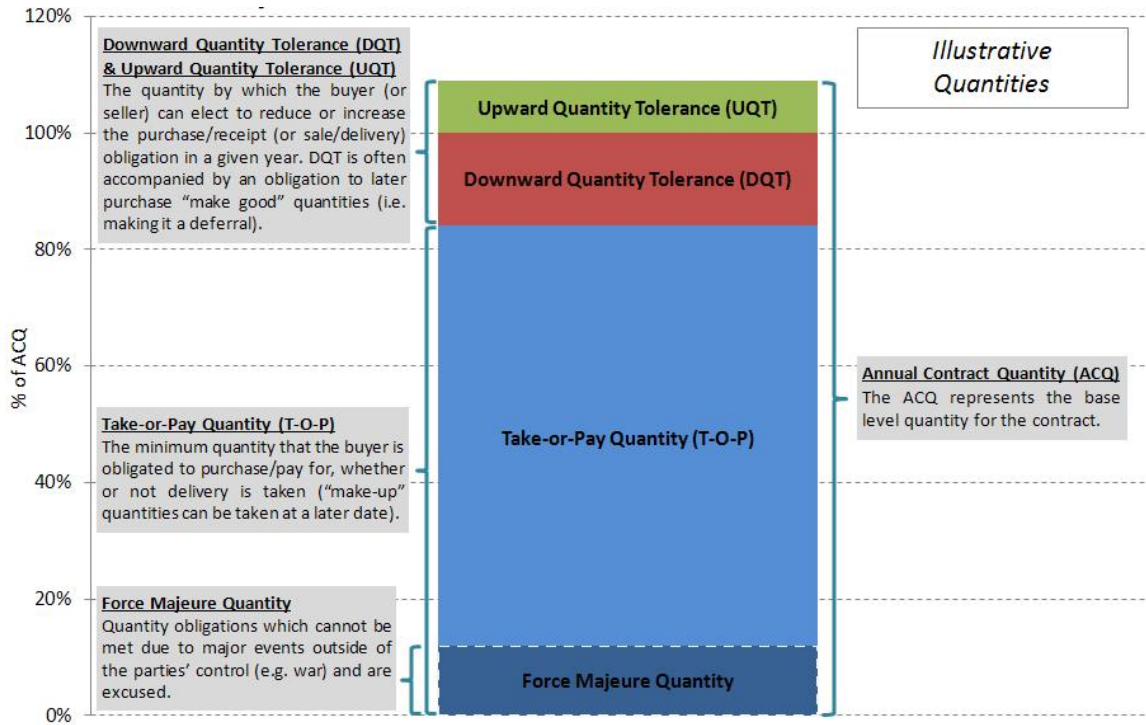 120%
100%
80%
60%
40%
20%
0%
% of ACQ
Downward Quantity Tolerance (DQT)
& Upward Quantity Tolerance (UQT)
The quantity by which the buyer (or
seller) can elect to reduce or increase
the purchase/receipt (or sale/delivery)
obligation in a given year. DQT is often
accompanied by an obligation to later
purchase “make good” quantities (i.e.
making it a deferral).
Take-or-Pay Quantity (T-O-P)
The minimum quantity that the buyer is
obligated to purchase/pay for, whether
or not delivery is taken (“make-up”
quantities can be taken at a later date).
Force Majeure Quantity
Quantity obligations which cannot be
met due to major events outside of
the parties’ control (e.g. war) and are
excused.
Upward Quantity Tolerance (UQT)
Downward Quantity Tolerance (DQT)
Take-or-Pay Quantity (T-O-P)
Force Majeure Quantity
Illustrative
Quantities
Annual Contract Quantity (ACQ)
The ACQ represents the base
level quantity for the contract.